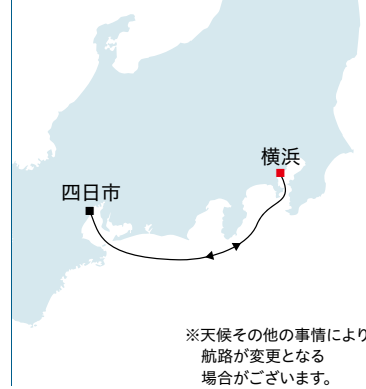 横浜
四日市
※天候その他の事情により
航路が変更となる
場合がございます。